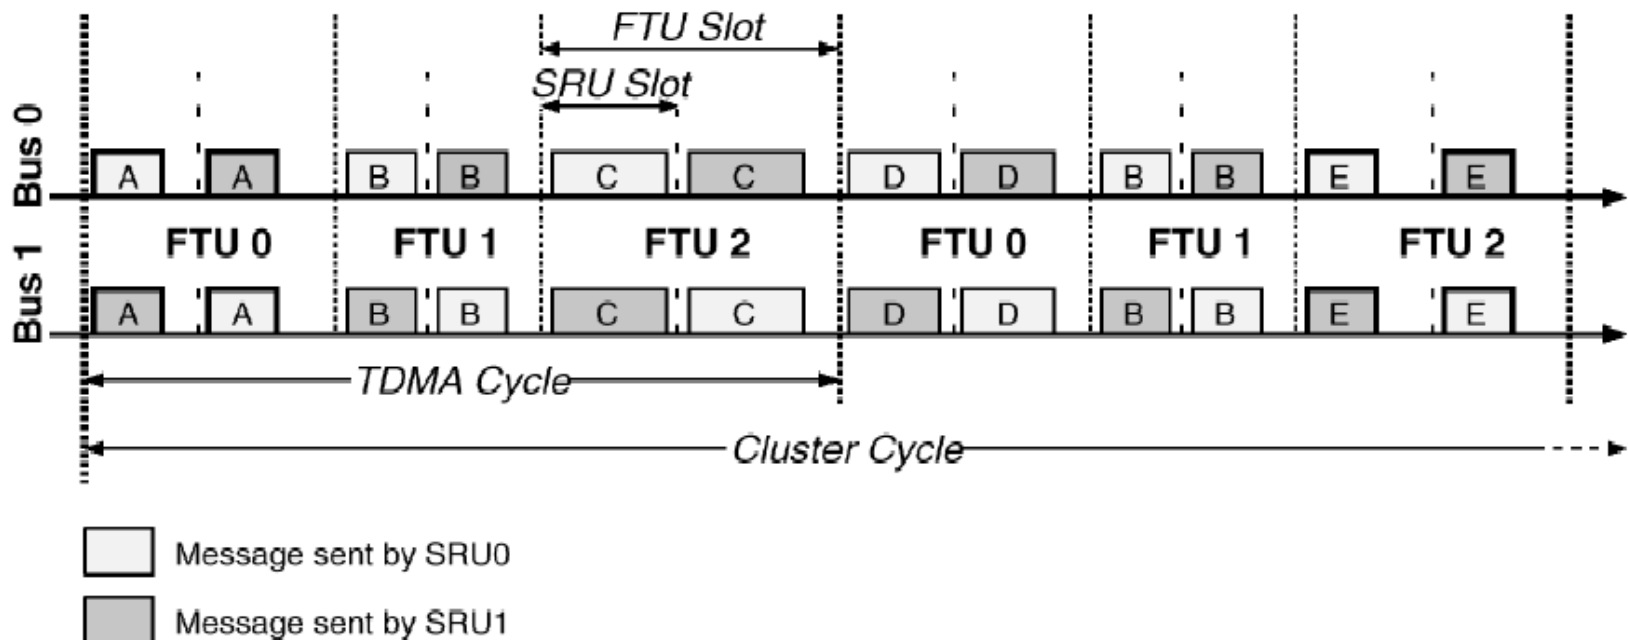 FTU Slot
SRU Slot
Bus 0
A A B B C C D D B B E E
FTU 0 FTU 1 FTU 2 FTU 0 FTU 1 FTU 2
Bus 1
A A B B C C D D B B E E
TDMA Cycle
Cluster Cycle
Message sent by SRU0
Message sent by SRU1